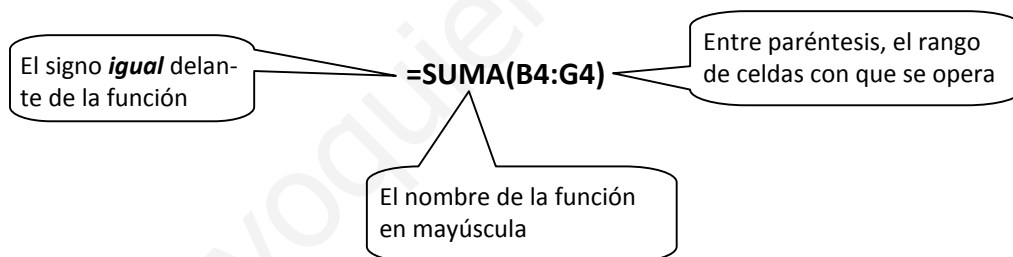 El signo igual delan-
te de la función
=SUMA(B4:G4)
Entre paréntesis, el rango
de celdas con que se opera
El nombre de la función
en mayúscula
yoquie